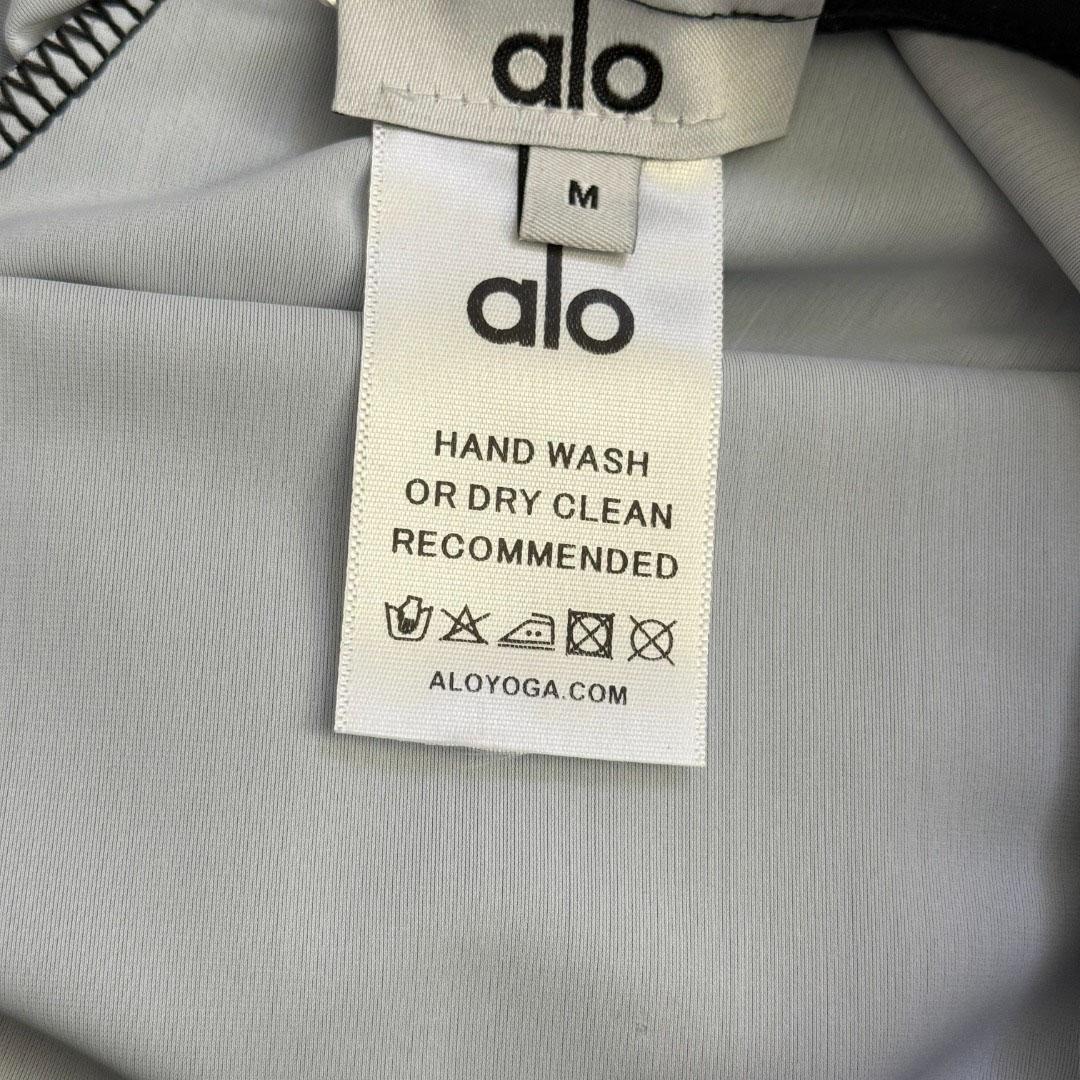 alo
M
alo
HAND WASH
OR DRY CLEAN
RECOMMENDED
ALOYOGA.COM